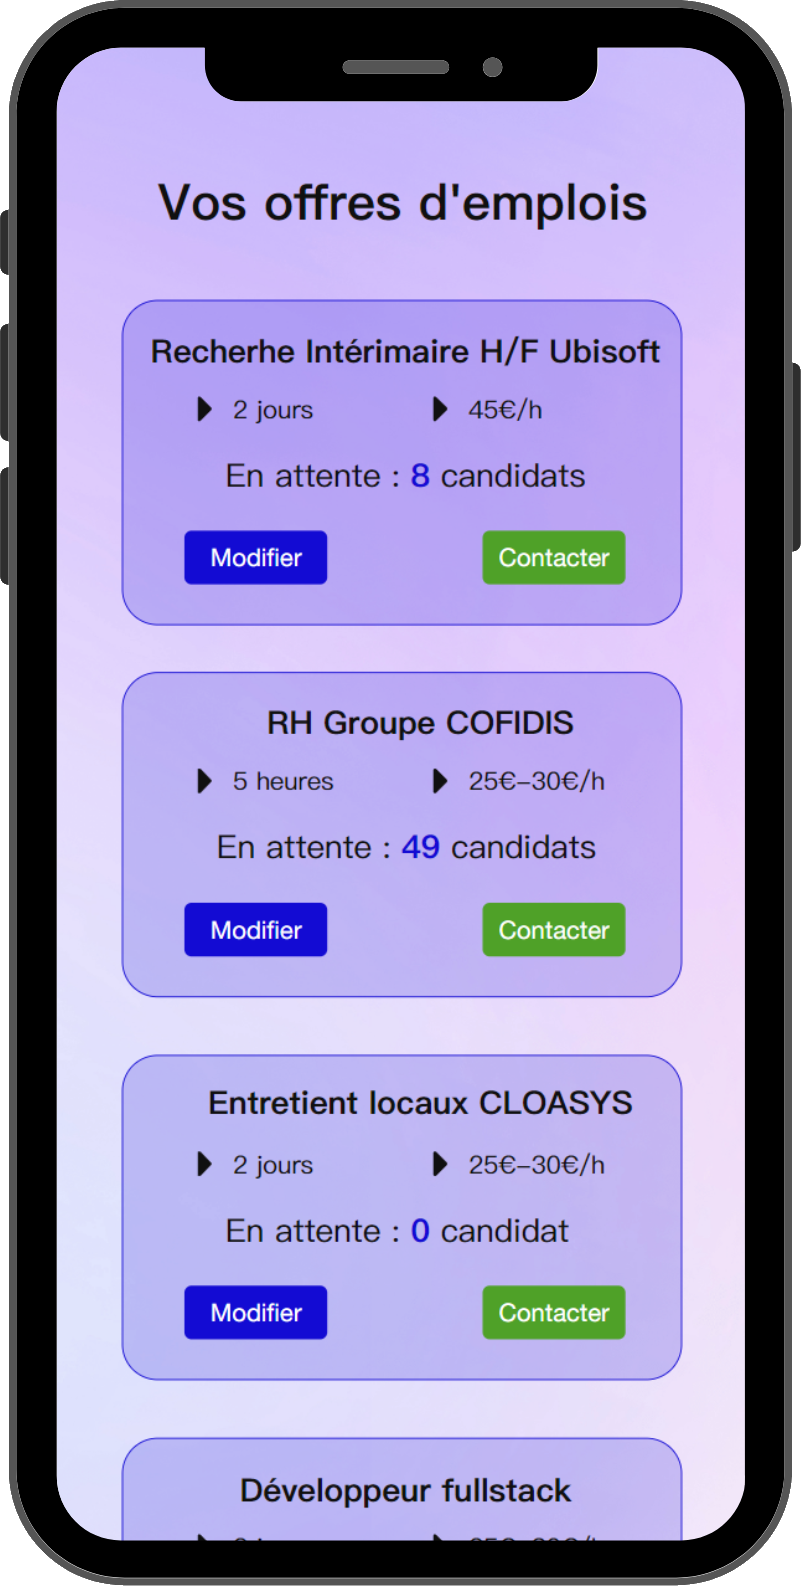 Vos offres d'emplois
Recherhe Intérimaire H/F Ubisoft
2 jours 45€/h
En attente : 8 candidats
Modifier Contacter
RH Groupe COFIDIS
5 heures 25€-30€/h
En attente : 49 candidats
Modifier Contacter
Entretient locaux CLOASYS
2 jours 25€-30€/h
En attente : 0 candidat
Modifier Contacter
Développeur fullstack